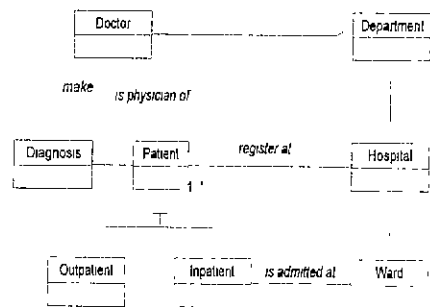 Doctor
Department
make
is physician of
Diagnosis
Patient
register at
Hospital
1..*
Outpatient
Inpatient
is admitted at
Ward